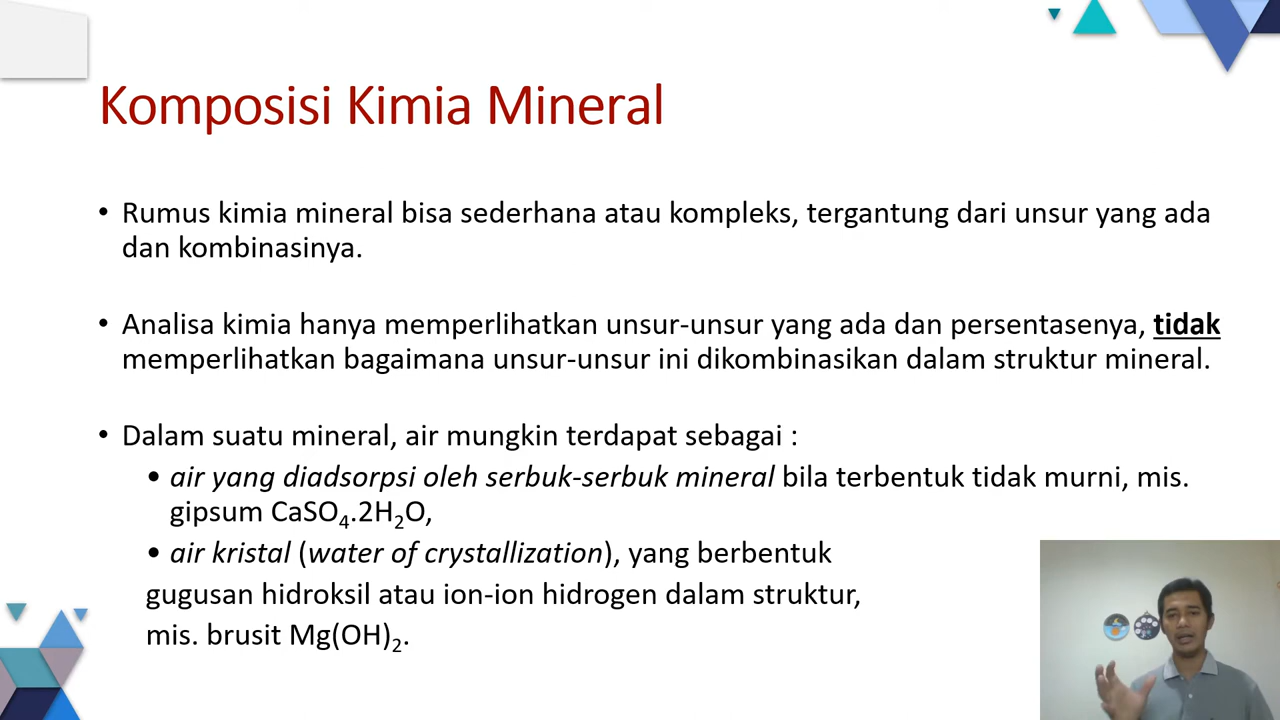 Komposisi Kimia Mineral
• Rumus kimia mineral bisa sederhana atau kompleks, tergantung dari unsur yang ada
dan kombinasinya.
• Analisa kimia hanya memperlihatkan unsur-unsur yang ada dan persentasenya, tidak
memperlihatkan bagaimana unsur-unsur ini dikombinasikan dalam struktur mineral.
• Dalam suatu mineral, air mungkin terdapat sebagai :
• air yang diadsorpsi oleh serbuk-serbuk mineral bila terbentuk tidak murni, mis.
gipsum CaSO₄.2H₂O,
• air kristal (water of crystallization), yang berbentuk
gugusan hidroksil atau ion-ion hidrogen dalam struktur,
mis. brusit Mg(OH)₂.